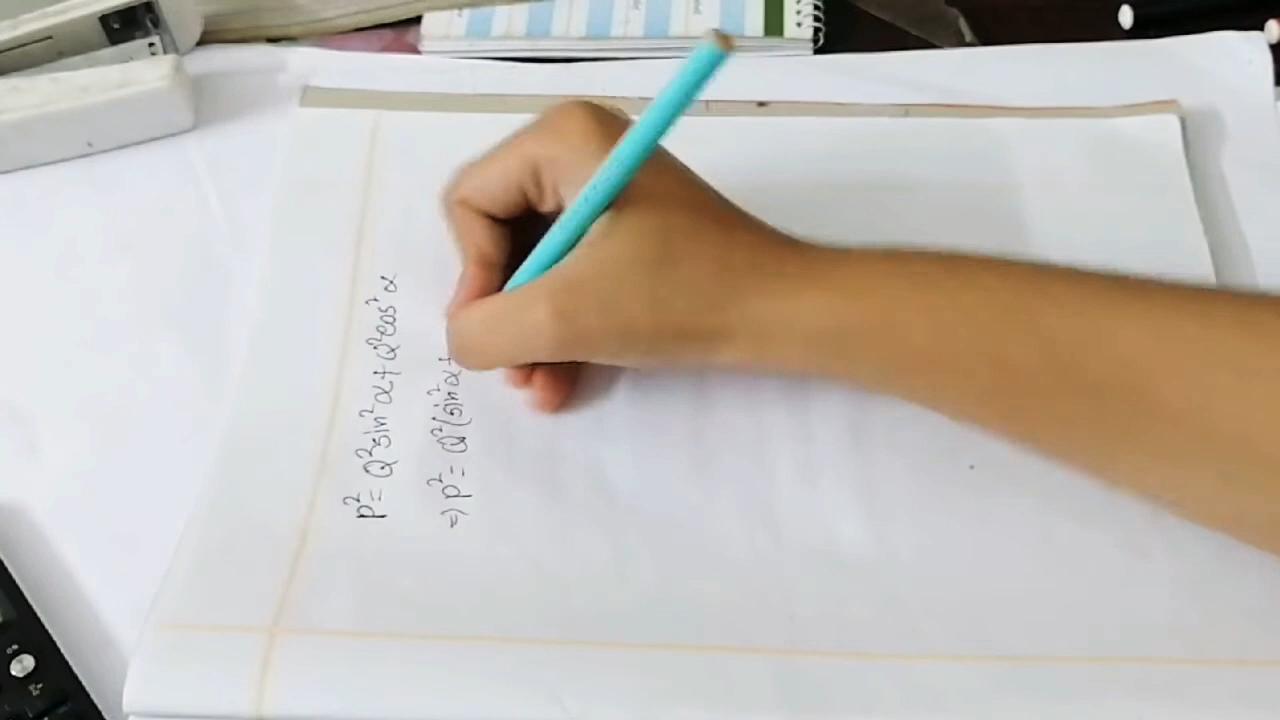 p² = Q²sin²α + Q²cos²α
⇒ p² = Q²(sin²α +